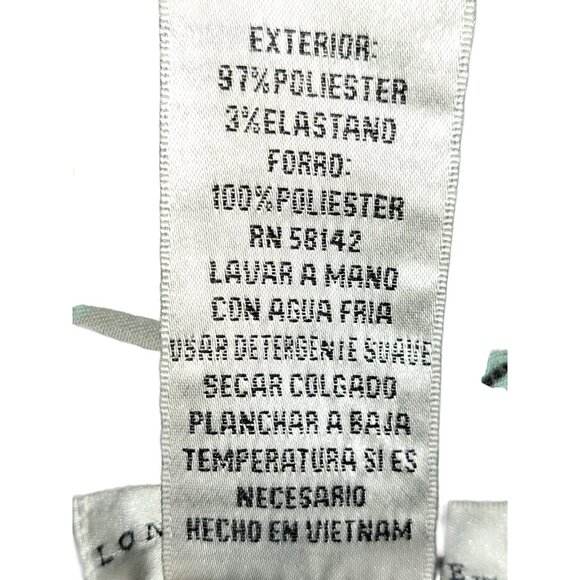 EXTERIOR:
97% POLIESTER
3% ELASTANO
FORRO:
100% POLIESTER
RN 58142
LAVAR A MANO
CON AGUA FRIA
USAR DETERGENTE SUAVE
SECAR COLGADO
PLANCHAR A BAJA
TEMPERATURA SI ES
NECESARIO
HECHO EN VIETNAM
LON